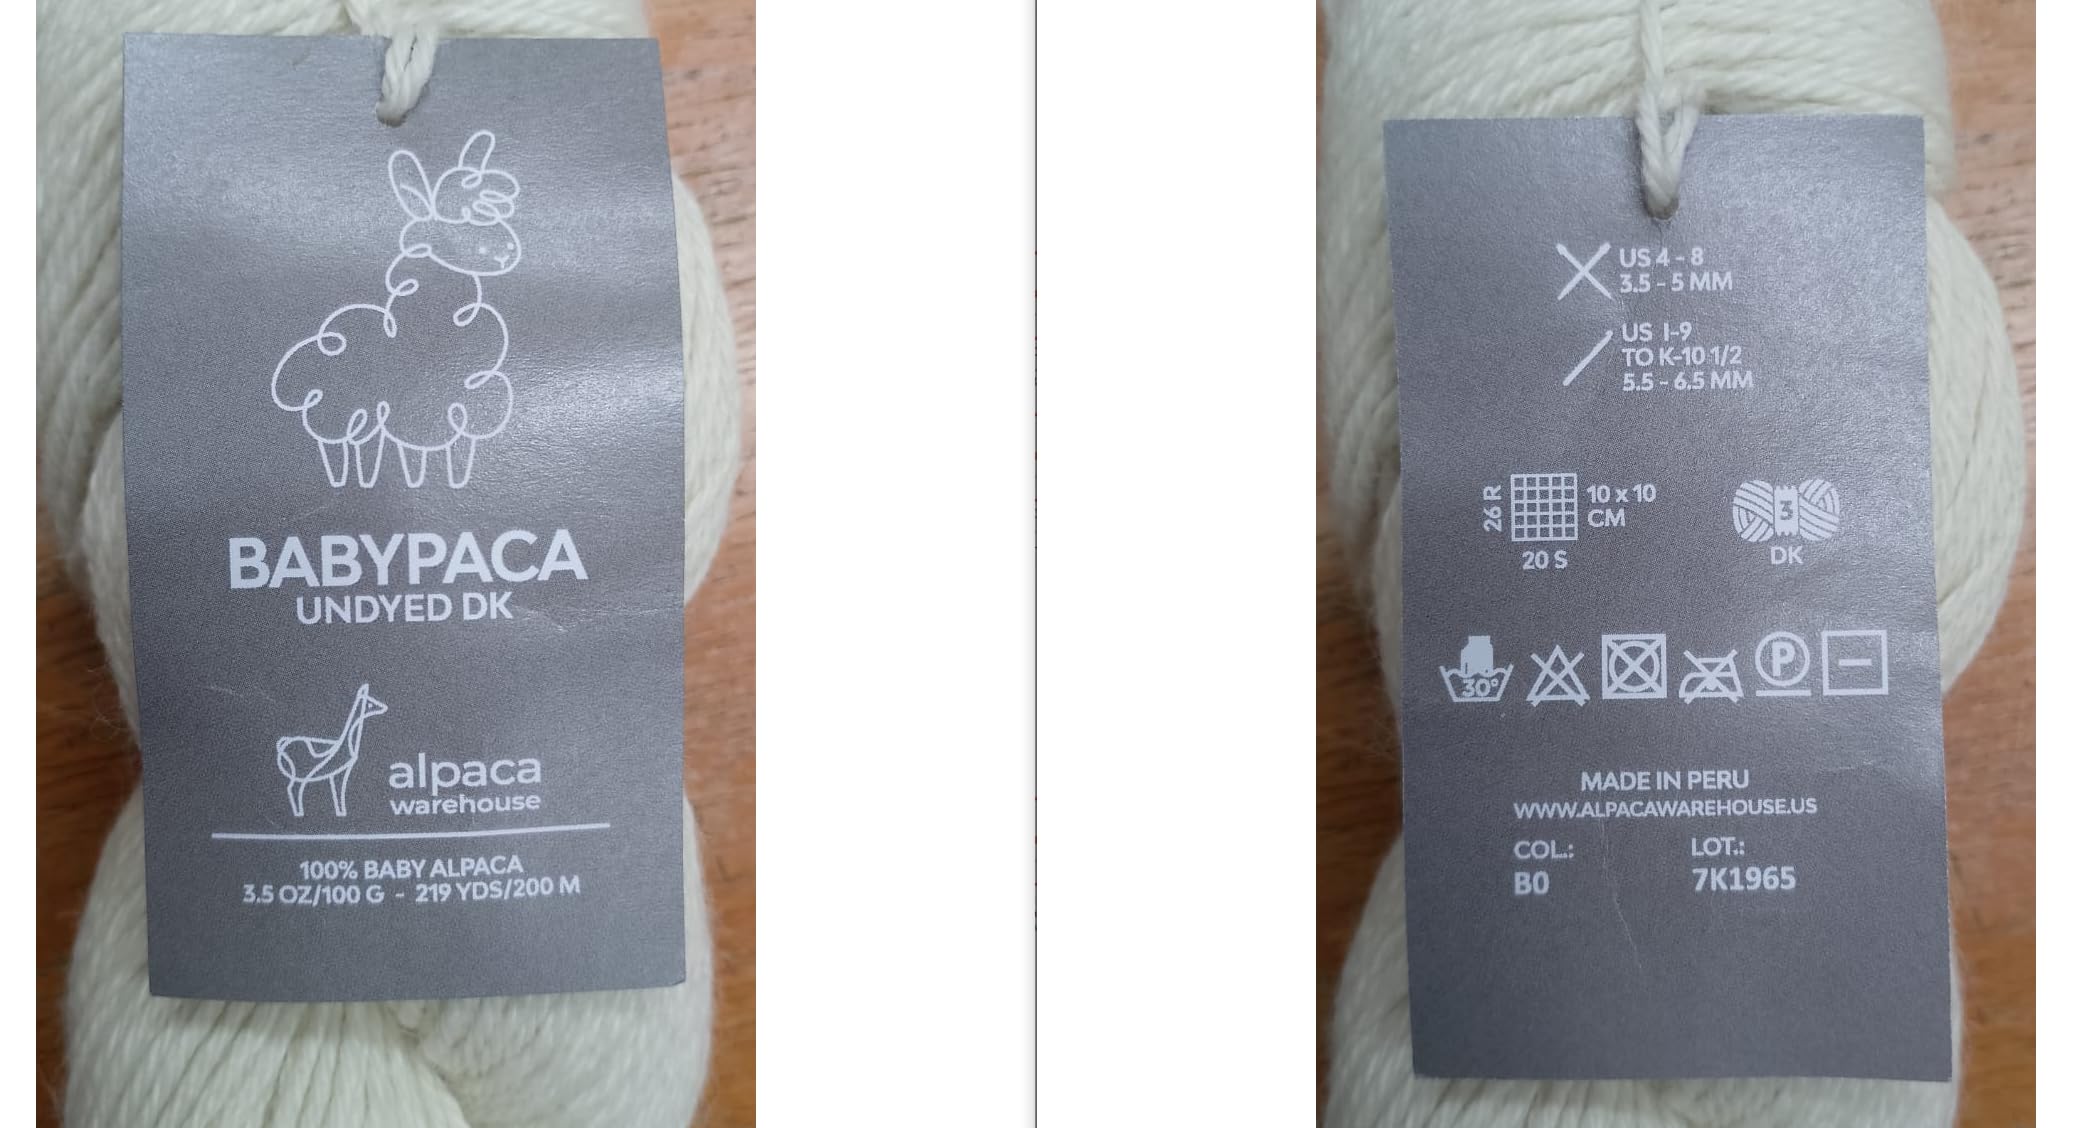 BABYPACA
UNDYED DK
alpaca
warehouse
100% BABY ALPACA
3.5 OZ/100 G - 219 YDS/200 M
US 4 - 8
3.5 - 5 MM
US I-9
TO K-10 1/2
5.5 - 6.5 MM
26 R
10 x 10
CM
20 S
3
DK
30°
P
MADE IN PERU
WWW.ALPACAWAREHOUSE.US
COL.:
B0
LOT.:
7K1965